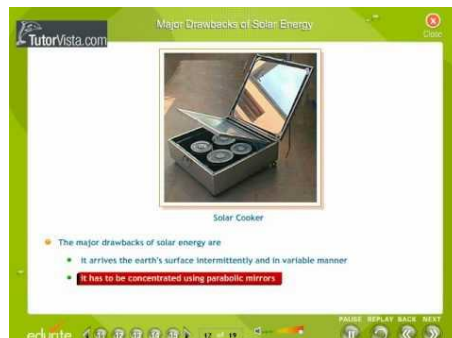 Major Drawbacks of Solar Energy
Close
TutorVista.com
Solar Cooker
The major drawbacks of solar energy are
it arrives the earth's surface intermittently and in variable manner
it has to be concentrated using parabolic mirrors
PAUSE REPLAY BACK NEXT
edurite
17 of 19